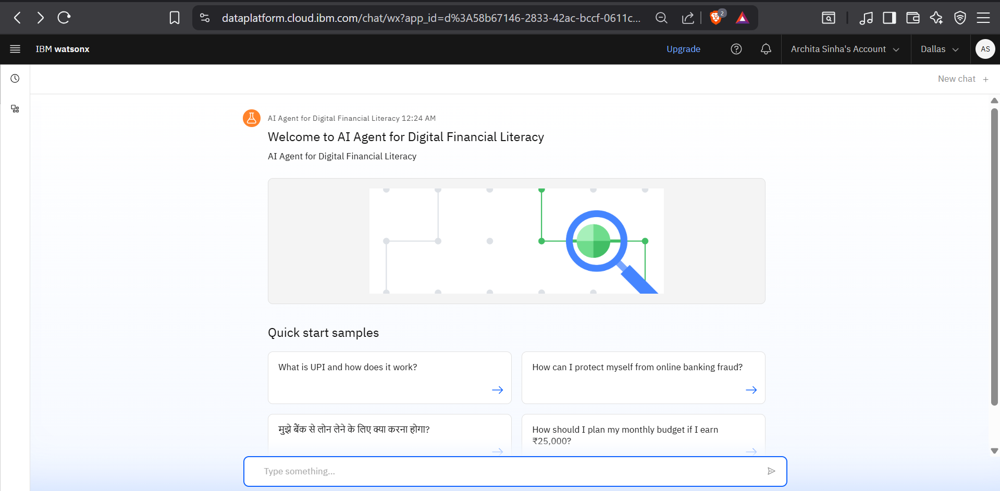 dataplatform.cloud.ibm.com/chat/wx?app_id=d%3A58b67146-2833-42ac-bccf-0611c...
2
IBM watsonx
Upgrade
Archita Sinha's Account
Dallas
AS
New chat +
AI Agent for Digital Financial Literacy 12:24 AM
Welcome to AI Agent for Digital Financial Literacy
AI Agent for Digital Financial Literacy
Quick start samples
What is UPI and how does it work?
How can I protect myself from online banking fraud?
मुझे बैंक से लोन लेने के लिए क्या करना होगा?
How should I plan my monthly budget if I earn
₹25,000?
Type something...